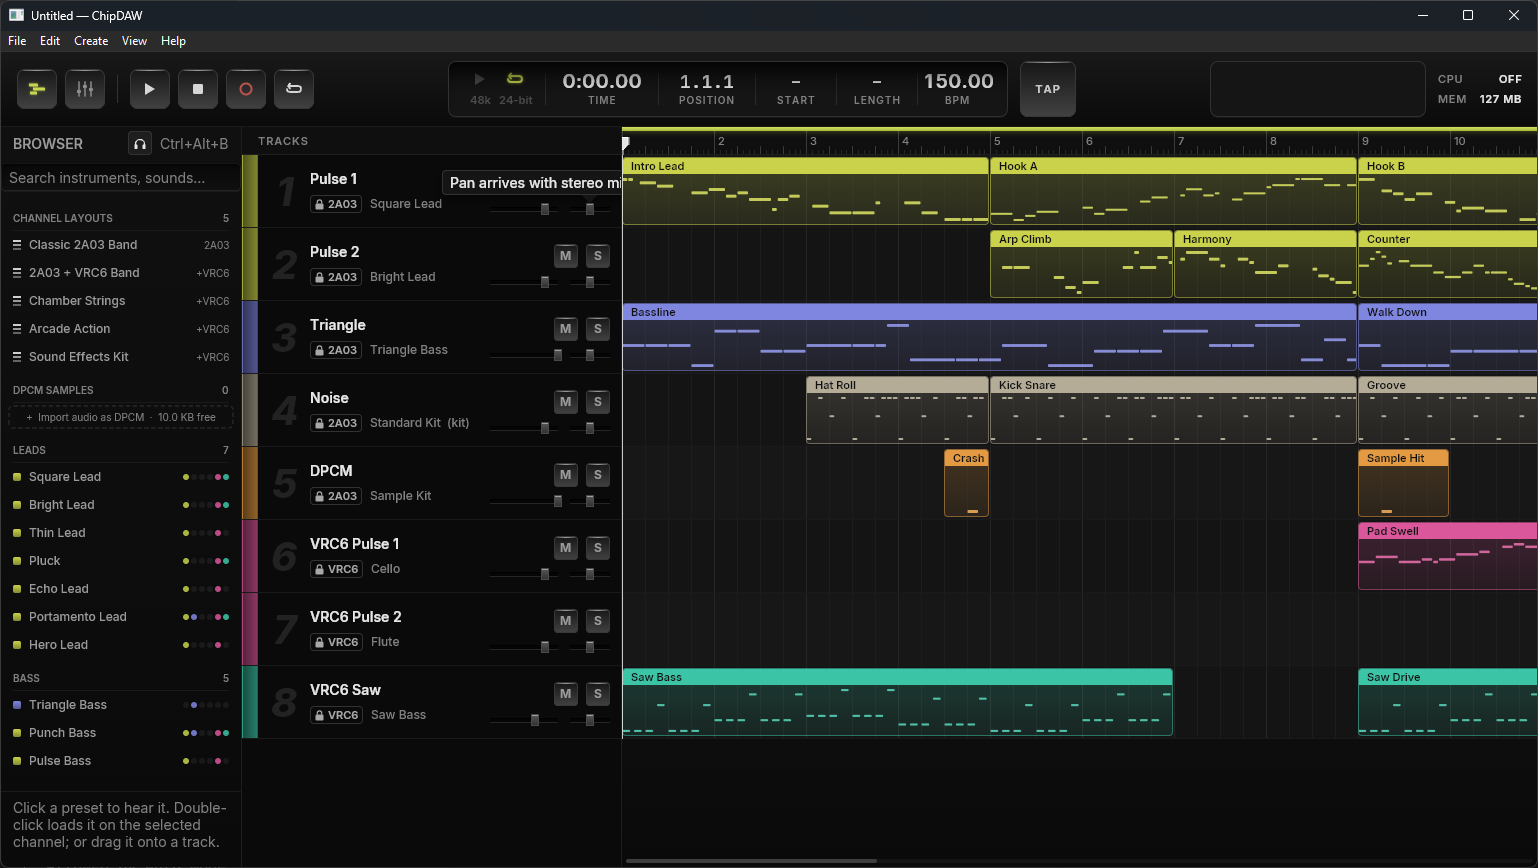 Untitled — ChipDAW
File Edit Create View Help
48k 24-bit
0:00.00
TIME
1.1.1
POSITION
–
START
–
LENGTH
150.00
BPM
TAP
CPU OFF
MEM 127 MB
BROWSER Ctrl+Alt+B
Search instruments, sounds...
CHANNEL LAYOUTS 5
Classic 2A03 Band 2A03
2A03 + VRC6 Band +VRC6
Chamber Strings +VRC6
Arcade Action +VRC6
Sound Effects Kit +VRC6
DPCM SAMPLES 0
+ Import audio as DPCM · 10.0 KB free
LEADS 7
Square Lead
Bright Lead
Thin Lead
Pluck
Echo Lead
Portamento Lead
Hero Lead
BASS 5
Triangle Bass
Punch Bass
Pulse Bass
Click a preset to hear it. Double-
click loads it on the selected
channel; or drag it onto a track.
TRACKS
1
Pulse 1
2A03 Square Lead
Pan arrives with stereo mi
2
Pulse 2 M S
2A03 Bright Lead
3
Triangle M S
2A03 Triangle Bass
4
Noise M S
2A03 Standard Kit (kit)
5
DPCM M S
2A03 Sample Kit
6
VRC6 Pulse 1 M S
VRC6 Cello
7
VRC6 Pulse 2 M S
VRC6 Flute
8
VRC6 Saw M S
VRC6 Saw Bass
2 3 4 5 6 7 8 9 10
Intro Lead Hook A Hook B
Arp Climb Harmony Counter
Bassline Walk Down
Hat Roll Kick Snare Groove
Crash Sample Hit
Pad Swell
Saw Bass Saw Drive